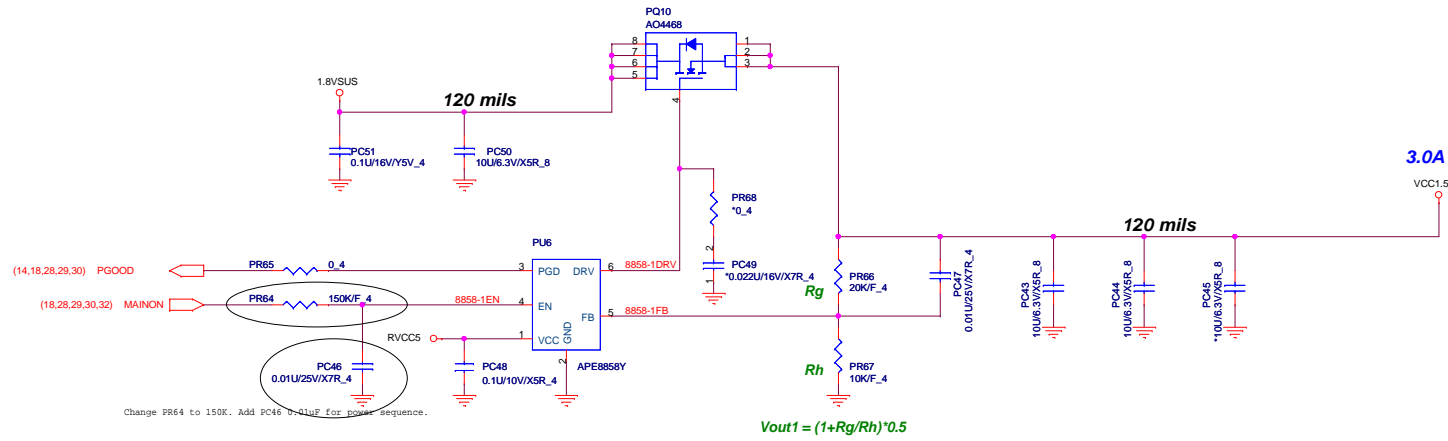 PQ10
AO4468
8
7
6
5
1
2
3
4
1.8VSUS
120 mils
PC51
0.1U/16V/Y5V_4
PC50
10U/6.3V/X5R_8
3.0A
VCC1.5
PR68
*0_4
120 mils
PU6
(14,18,28,29,30) PGOOD
PR65
0_4
3
PGD
DRV
6
8858-1DRV
2
PC49
*0.022U/16V/X7R_4
1
(18,28,29,30,32) MAINON
PR64
150K/F_4
8858-1EN
4
EN
FB
5
8858-1FB
Rg
PR66
20K/F_4
PC47
0.01U/25V/X7R_4
PC43
10U/6.3V/X5R_8
PC44
10U/6.3V/X5R_8
PC45
*10U/6.3V/X5R_8
RVCC5
1
VCC
GND
2
APE8858Y
PC46
0.01U/25V/X7R_4
PC48
0.1U/10V/X5R_4
Rh
PR67
10K/F_4
Change PR64 to 150K. Add PC46 0.01uF for power sequence.
Vout1 = (1+Rg/Rh)*0.5